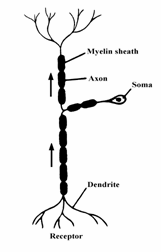 Myelin sheath
Axon
Soma
Dendrite
Receptor